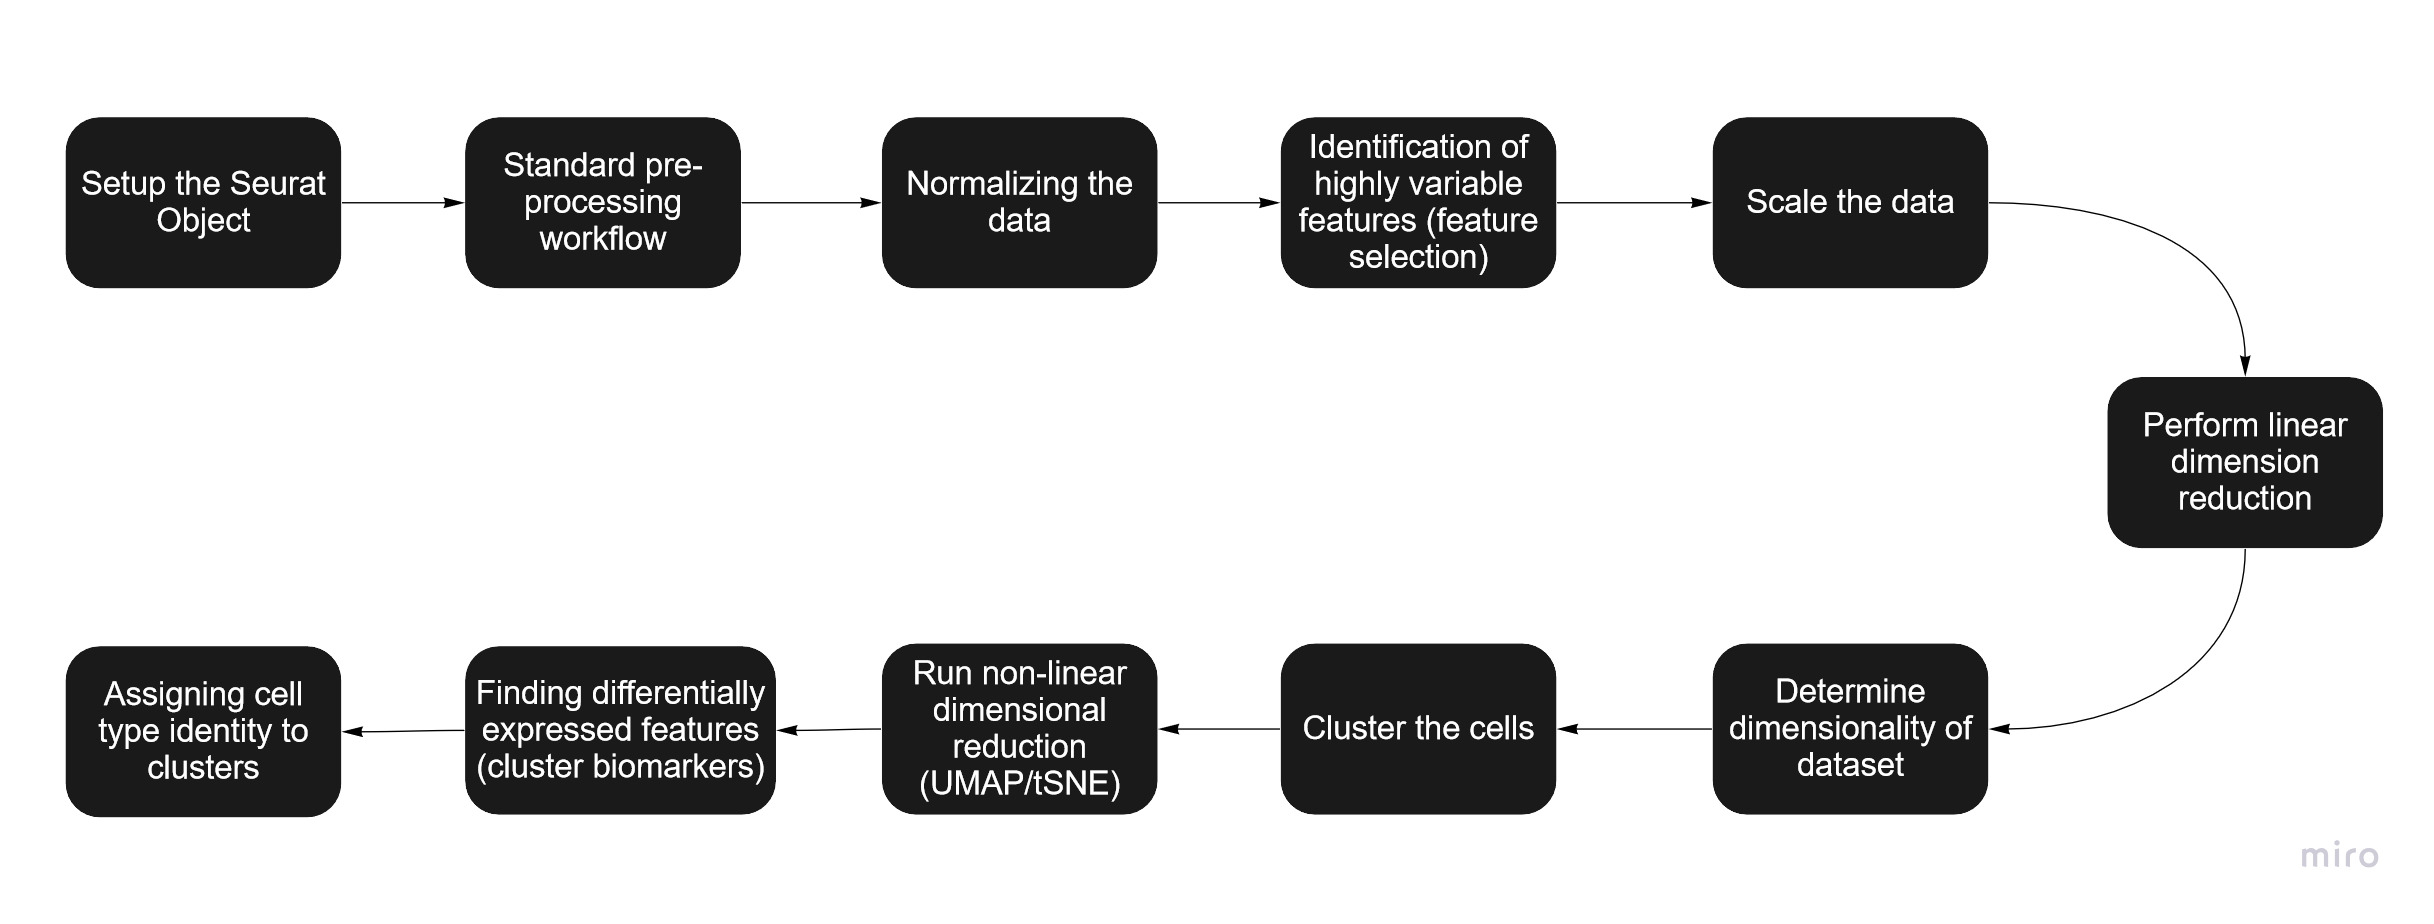 Setup the Seurat
Object
Standard pre-
processing
workflow
Normalizing the
data
Identification of
highly variable
features (feature
selection)
Scale the data
Perform linear
dimension
reduction
Determine
dimensionality of
dataset
Cluster the cells
Run non-linear
dimensional
reduction
(UMAP/tSNE)
Finding differentially
expressed features
(cluster biomarkers)
Assigning cell
type identity to
clusters
miro